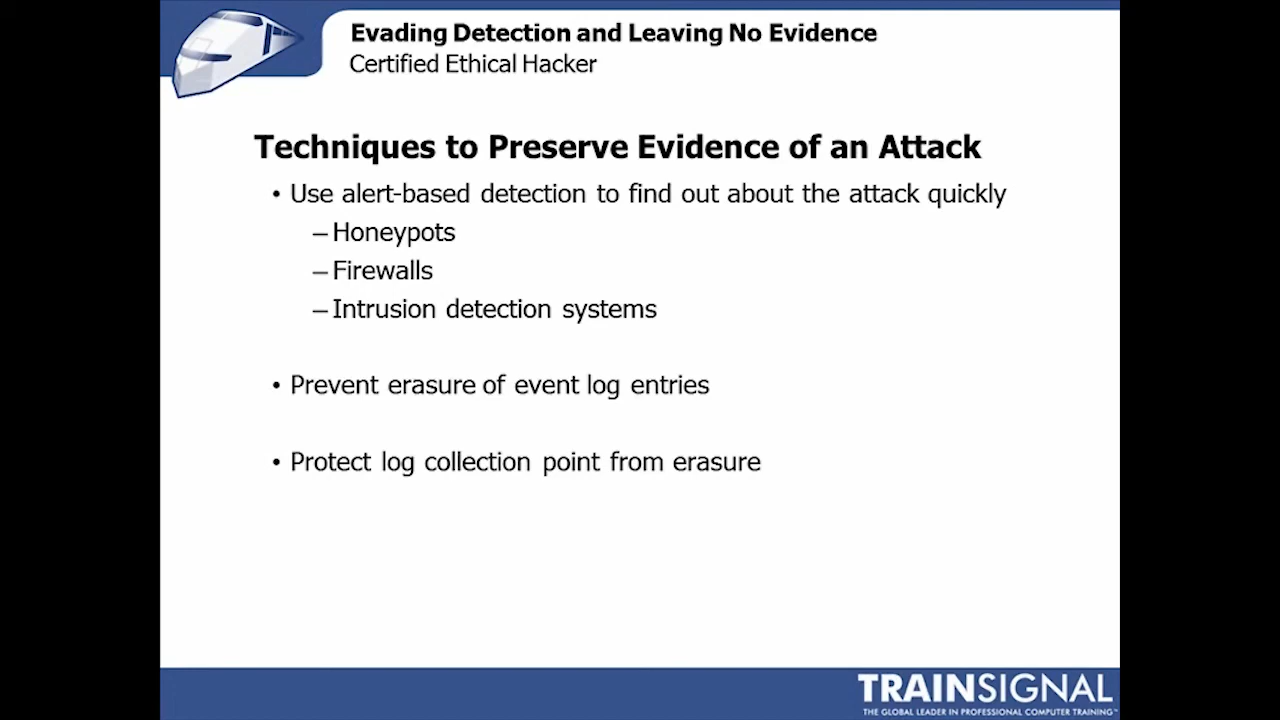 Evading Detection and Leaving No Evidence
Certified Ethical Hacker
Techniques to Preserve Evidence of an Attack
• Use alert-based detection to find out about the attack quickly
– Honeypots
– Firewalls
– Intrusion detection systems
• Prevent erasure of event log entries
• Protect log collection point from erasure
TRAINSIGNAL
THE GLOBAL LEADER IN PROFESSIONAL COMPUTER TRAINING™